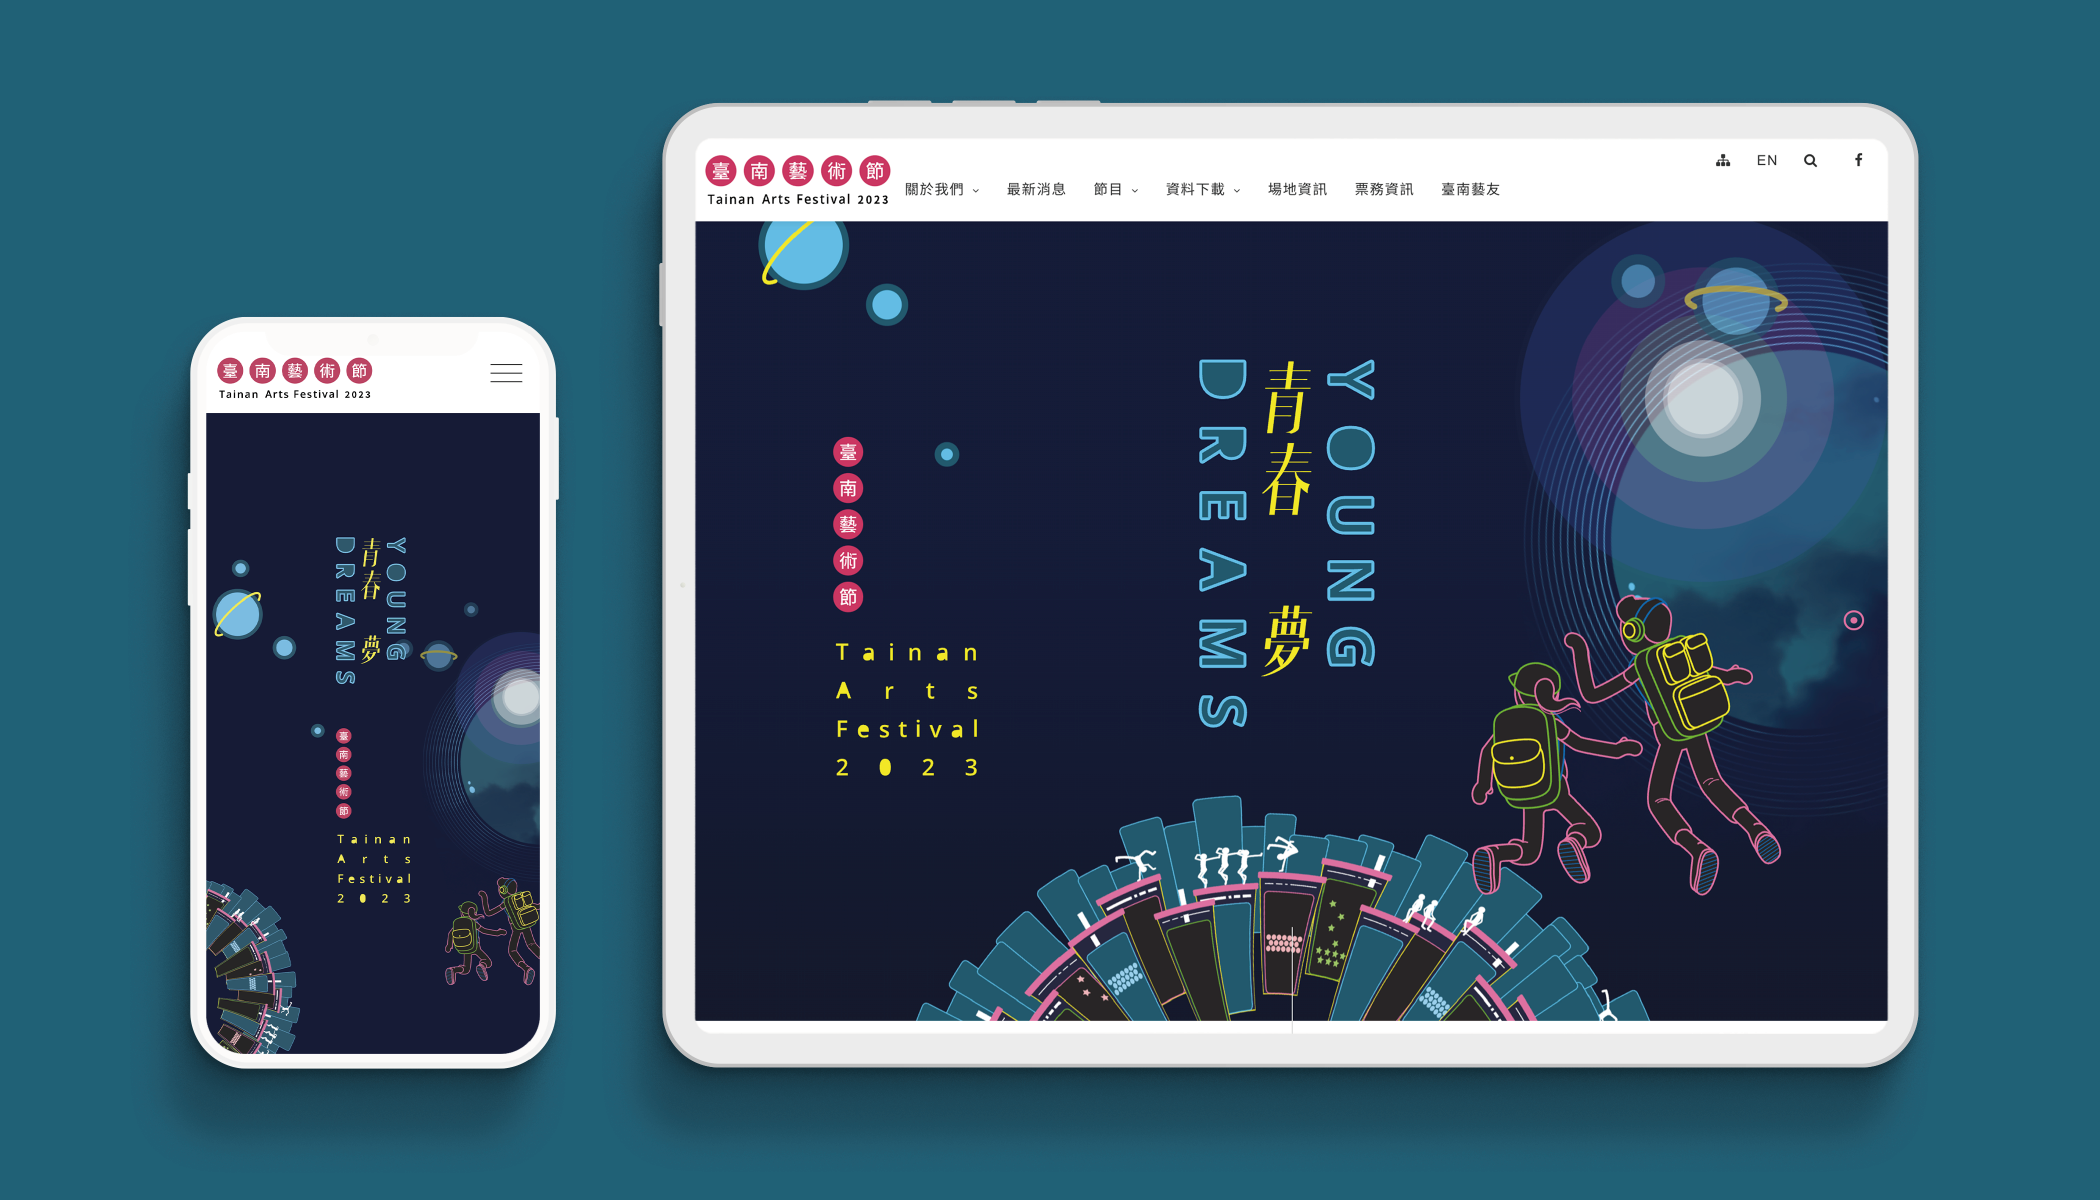 臺南藝術節
Tainan Arts Festival 2023
YOUNG
青春 夢
DREAMS
臺南藝術節
Tainan
Arts
Festival
2023
臺南藝術節
Tainan Arts Festival 2023
EN
關於我們 最新消息 節目 資料下載 場地資訊 票務資訊 臺南藝友
YOUNG
青春 夢
DREAMS
臺南藝術節
Tainan
Arts
Festival
2023